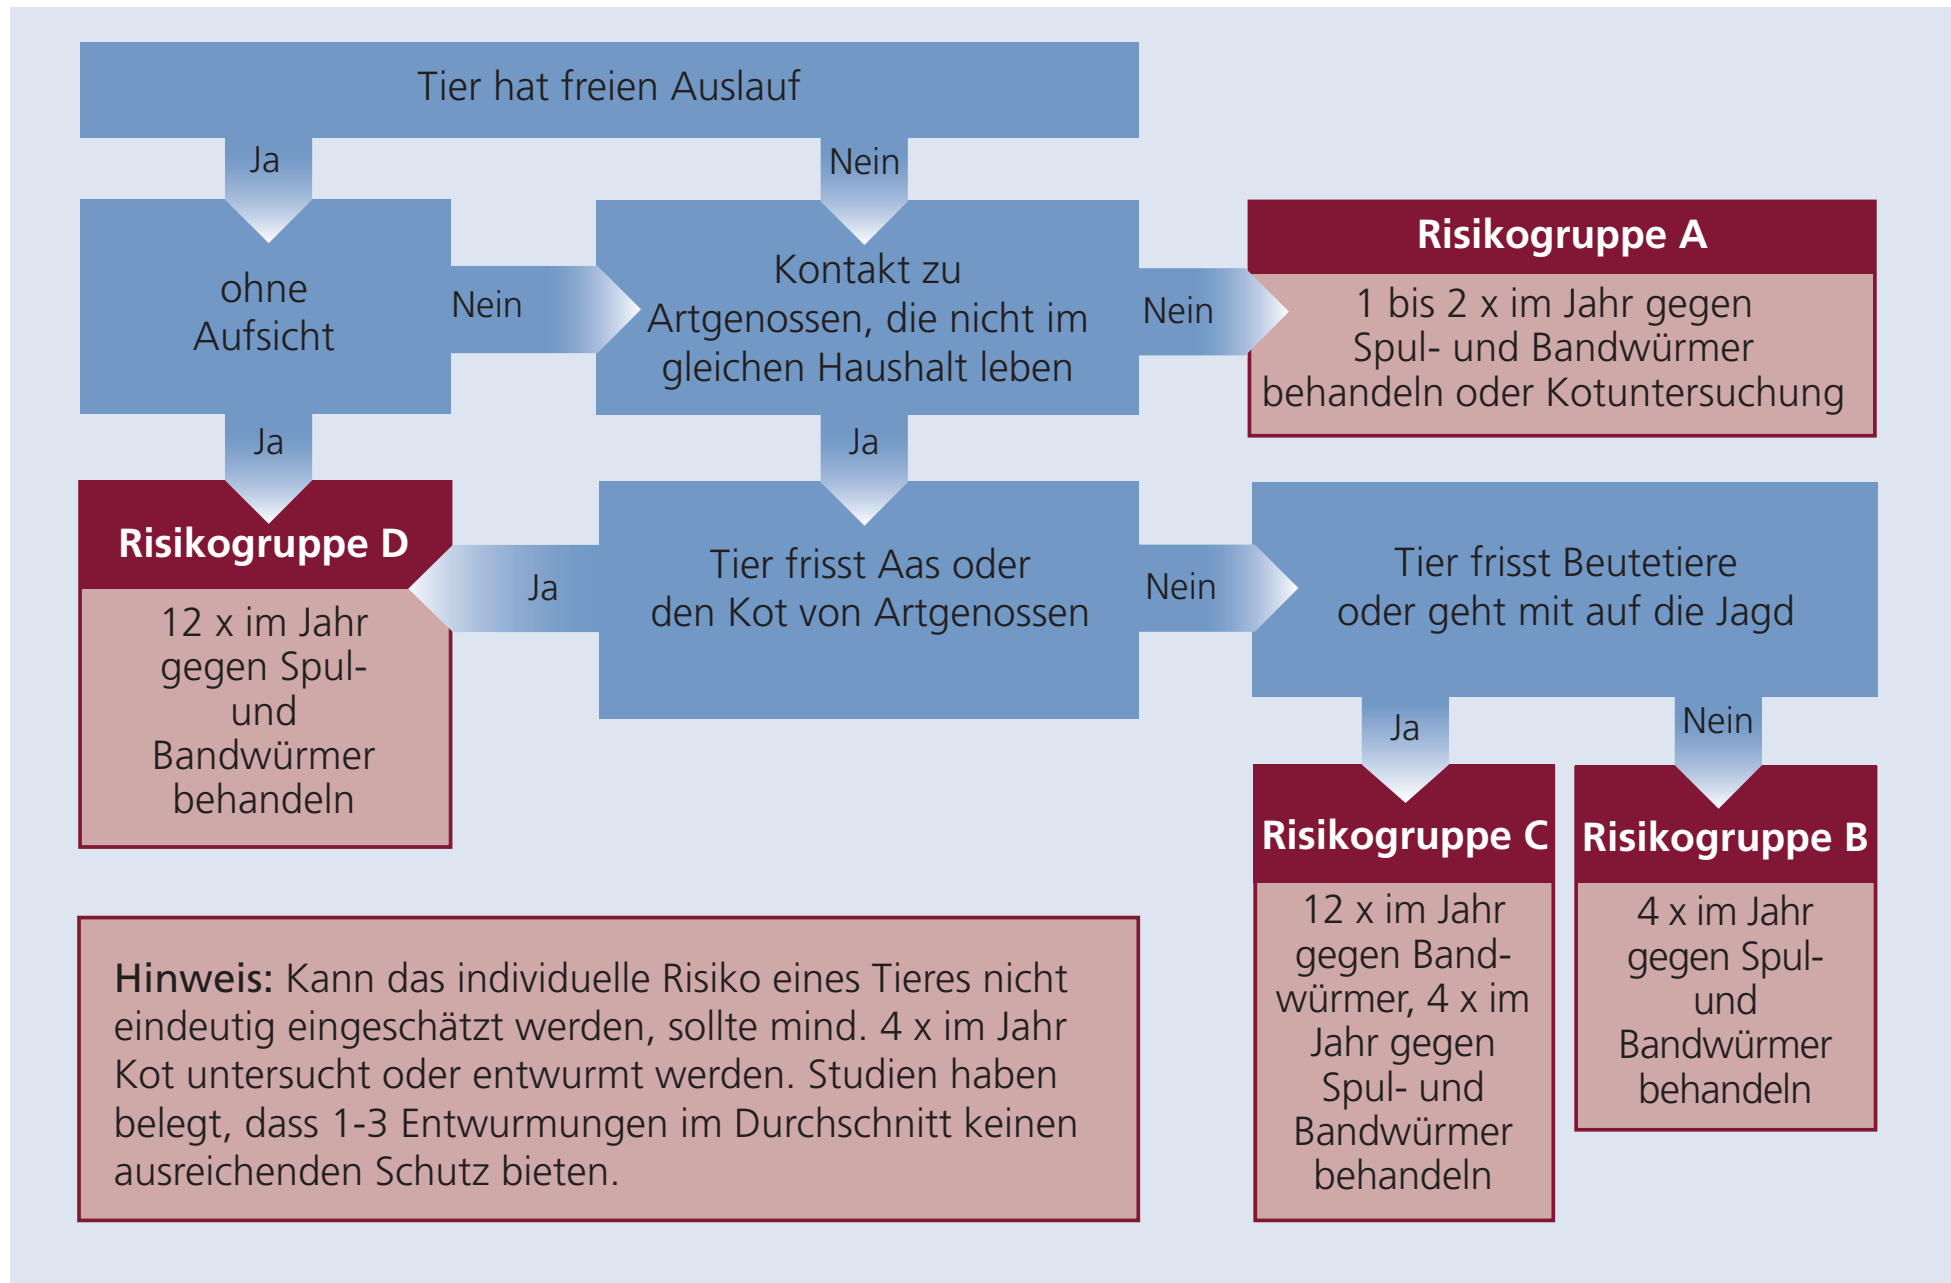 Tier hat freien Auslauf
Ja
Nein
ohne
Aufsicht
Nein
Kontakt zu
Artgenossen, die nicht im
gleichen Haushalt leben
Nein
Risikogruppe A
1 bis 2 x im Jahr gegen
Spul- und Bandwürmer
behandeln oder Kotuntersuchung
Ja
Ja
Risikogruppe D
12 x im Jahr
gegen Spul-
und
Bandwürmer
behandeln
Ja
Tier frisst Aas oder
den Kot von Artgenossen
Nein
Tier frisst Beutetiere
oder geht mit auf die Jagd
Ja
Nein
Risikogruppe C
12 x im Jahr
gegen Band-
würmer, 4 x im
Jahr gegen
Spul- und
Bandwürmer
behandeln
Risikogruppe B
4 x im Jahr
gegen Spul-
und
Bandwürmer
behandeln
Hinweis: Kann das individuelle Risiko eines Tieres nicht
eindeutig eingeschätzt werden, sollte mind. 4 x im Jahr
Kot untersucht oder entwurmt werden. Studien haben
belegt, dass 1-3 Entwurmungen im Durchschnitt keinen
ausreichenden Schutz bieten.